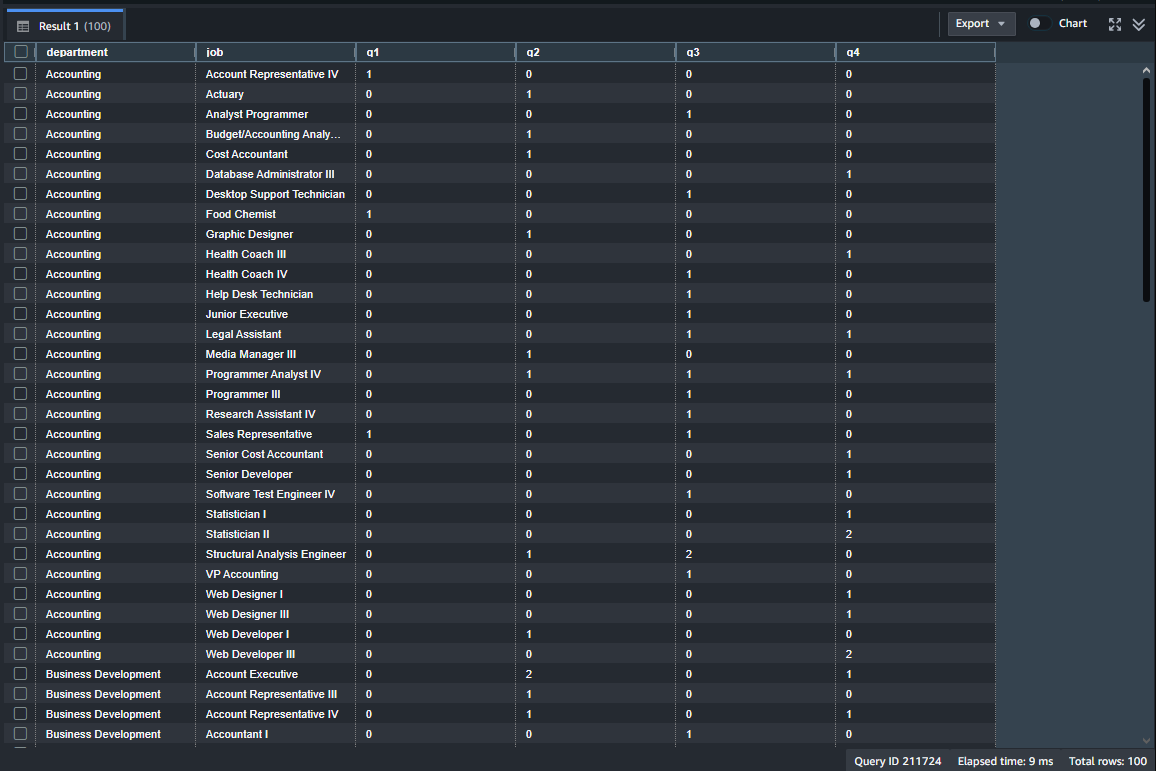 Result 1 (100)
Export
Chart
department job q1 q2 q3 q4
Accounting Account Representative IV 1 0 0 0
Accounting Actuary 0 1 0 0
Accounting Analyst Programmer 0 0 1 0
Accounting Budget/Accounting Analy... 0 1 0 0
Accounting Cost Accountant 0 1 0 0
Accounting Database Administrator III 0 0 0 1
Accounting Desktop Support Technician 0 0 1 0
Accounting Food Chemist 1 0 0 0
Accounting Graphic Designer 0 1 0 0
Accounting Health Coach III 0 0 0 1
Accounting Health Coach IV 0 0 1 0
Accounting Help Desk Technician 0 0 1 0
Accounting Junior Executive 0 0 1 0
Accounting Legal Assistant 0 0 1 1
Accounting Media Manager III 0 1 0 0
Accounting Programmer Analyst IV 0 1 1 1
Accounting Programmer III 0 0 1 0
Accounting Research Assistant IV 0 0 1 0
Accounting Sales Representative 1 0 1 0
Accounting Senior Cost Accountant 0 0 0 1
Accounting Senior Developer 0 0 0 1
Accounting Software Test Engineer IV 0 0 1 0
Accounting Statistician I 0 0 0 1
Accounting Statistician II 0 0 0 2
Accounting Structural Analysis Engineer 0 1 2 0
Accounting VP Accounting 0 0 1 0
Accounting Web Designer I 0 0 0 1
Accounting Web Designer III 0 0 0 1
Accounting Web Developer I 0 1 0 0
Accounting Web Developer III 0 0 0 2
Business Development Account Executive 0 2 0 1
Business Development Account Representative III 0 1 0 0
Business Development Account Representative IV 0 1 0 1
Business Development Accountant I 0 0 1 0
Query ID 211724 Elapsed time: 9 ms Total rows: 100